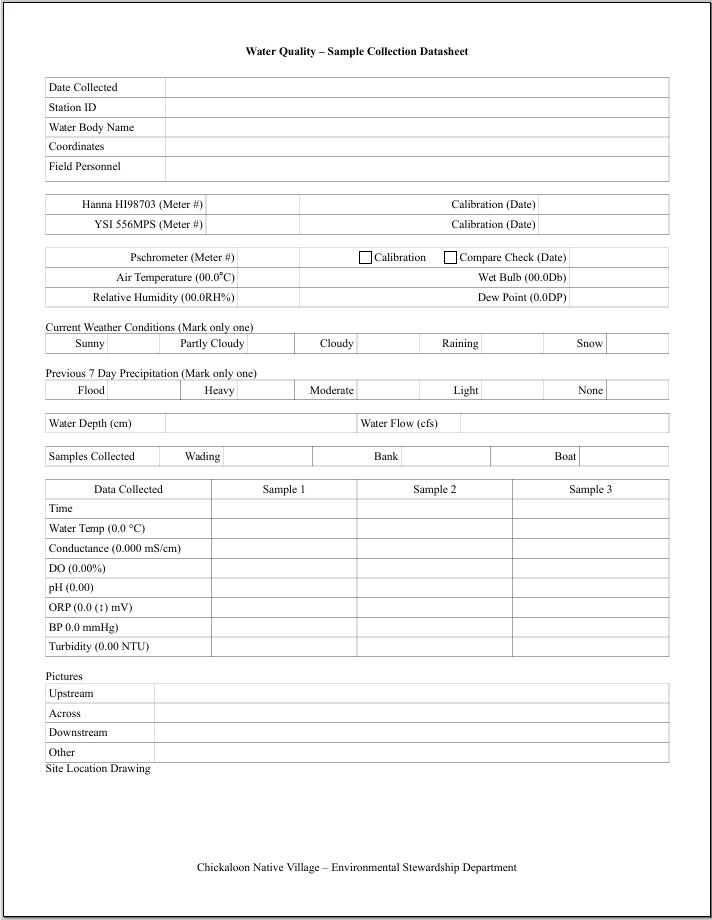 Water Quality – Sample Collection Datasheet
Date Collected
Station ID
Water Body Name
Coordinates
Field Personnel
Hanna HI98703 (Meter #) Calibration (Date)
YSI 556MPS (Meter #) Calibration (Date)
Pschrometer (Meter #) Calibration Compare Check (Date)
Air Temperature (00.0°C) Wet Bulb (00.0Db)
Relative Humidity (00.0RH%) Dew Point (0.0DP)
Current Weather Conditions (Mark only one)
Sunny Partly Cloudy Cloudy Raining Snow
Previous 7 Day Precipitation (Mark only one)
Flood Heavy Moderate Light None
Water Depth (cm) Water Flow (cfs)
Samples Collected Wading Bank Boat
Data Collected Sample 1 Sample 2 Sample 3
Time
Water Temp (0.0 °C)
Conductance (0.000 mS/cm)
DO (0.00%)
pH (0.00)
ORP (0.0 (↕) mV)
BP 0.0 mmHg)
Turbidity (0.00 NTU)
Pictures
Upstream
Across
Downstream
Other
Site Location Drawing
Chickaloon Native Village – Environmental Stewardship Department